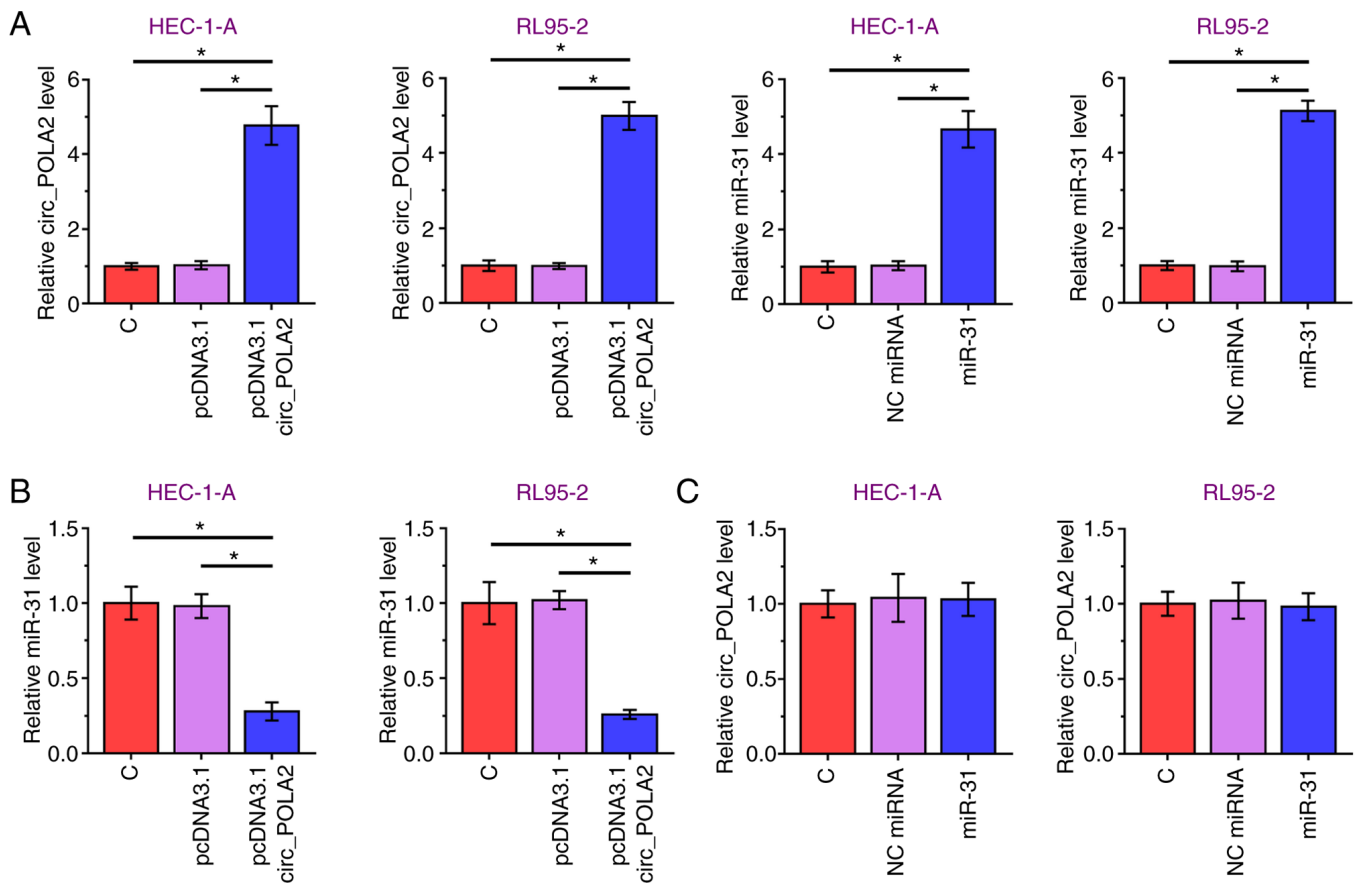 A
HEC-1-A
Relative circ_POLA2 level
6
4
2
0
*
*
C
pcDNA3.1
pcDNA3.1
circ_POLA2
RL95-2
Relative circ_POLA2 level
6
4
2
0
*
*
C
pcDNA3.1
pcDNA3.1
circ_POLA2
HEC-1-A
Relative miR-31 level
6
4
2
0
*
*
C
NC miRNA
miR-31
RL95-2
Relative miR-31 level
6
4
2
0
*
*
C
NC miRNA
miR-31
B
HEC-1-A
Relative miR-31 level
1.5
1.0
0.5
0.0
*
*
C
pcDNA3.1
pcDNA3.1
circ_POLA2
RL95-2
Relative miR-31 level
1.5
1.0
0.5
0.0
*
*
C
pcDNA3.1
pcDNA3.1
circ_POLA2
C
HEC-1-A
Relative circ_POLA2 level
1.5
1.0
0.5
0.0
C
NC miRNA
miR-31
RL95-2
Relative circ_POLA2 level
1.5
1.0
0.5
0.0
C
NC miRNA
miR-31